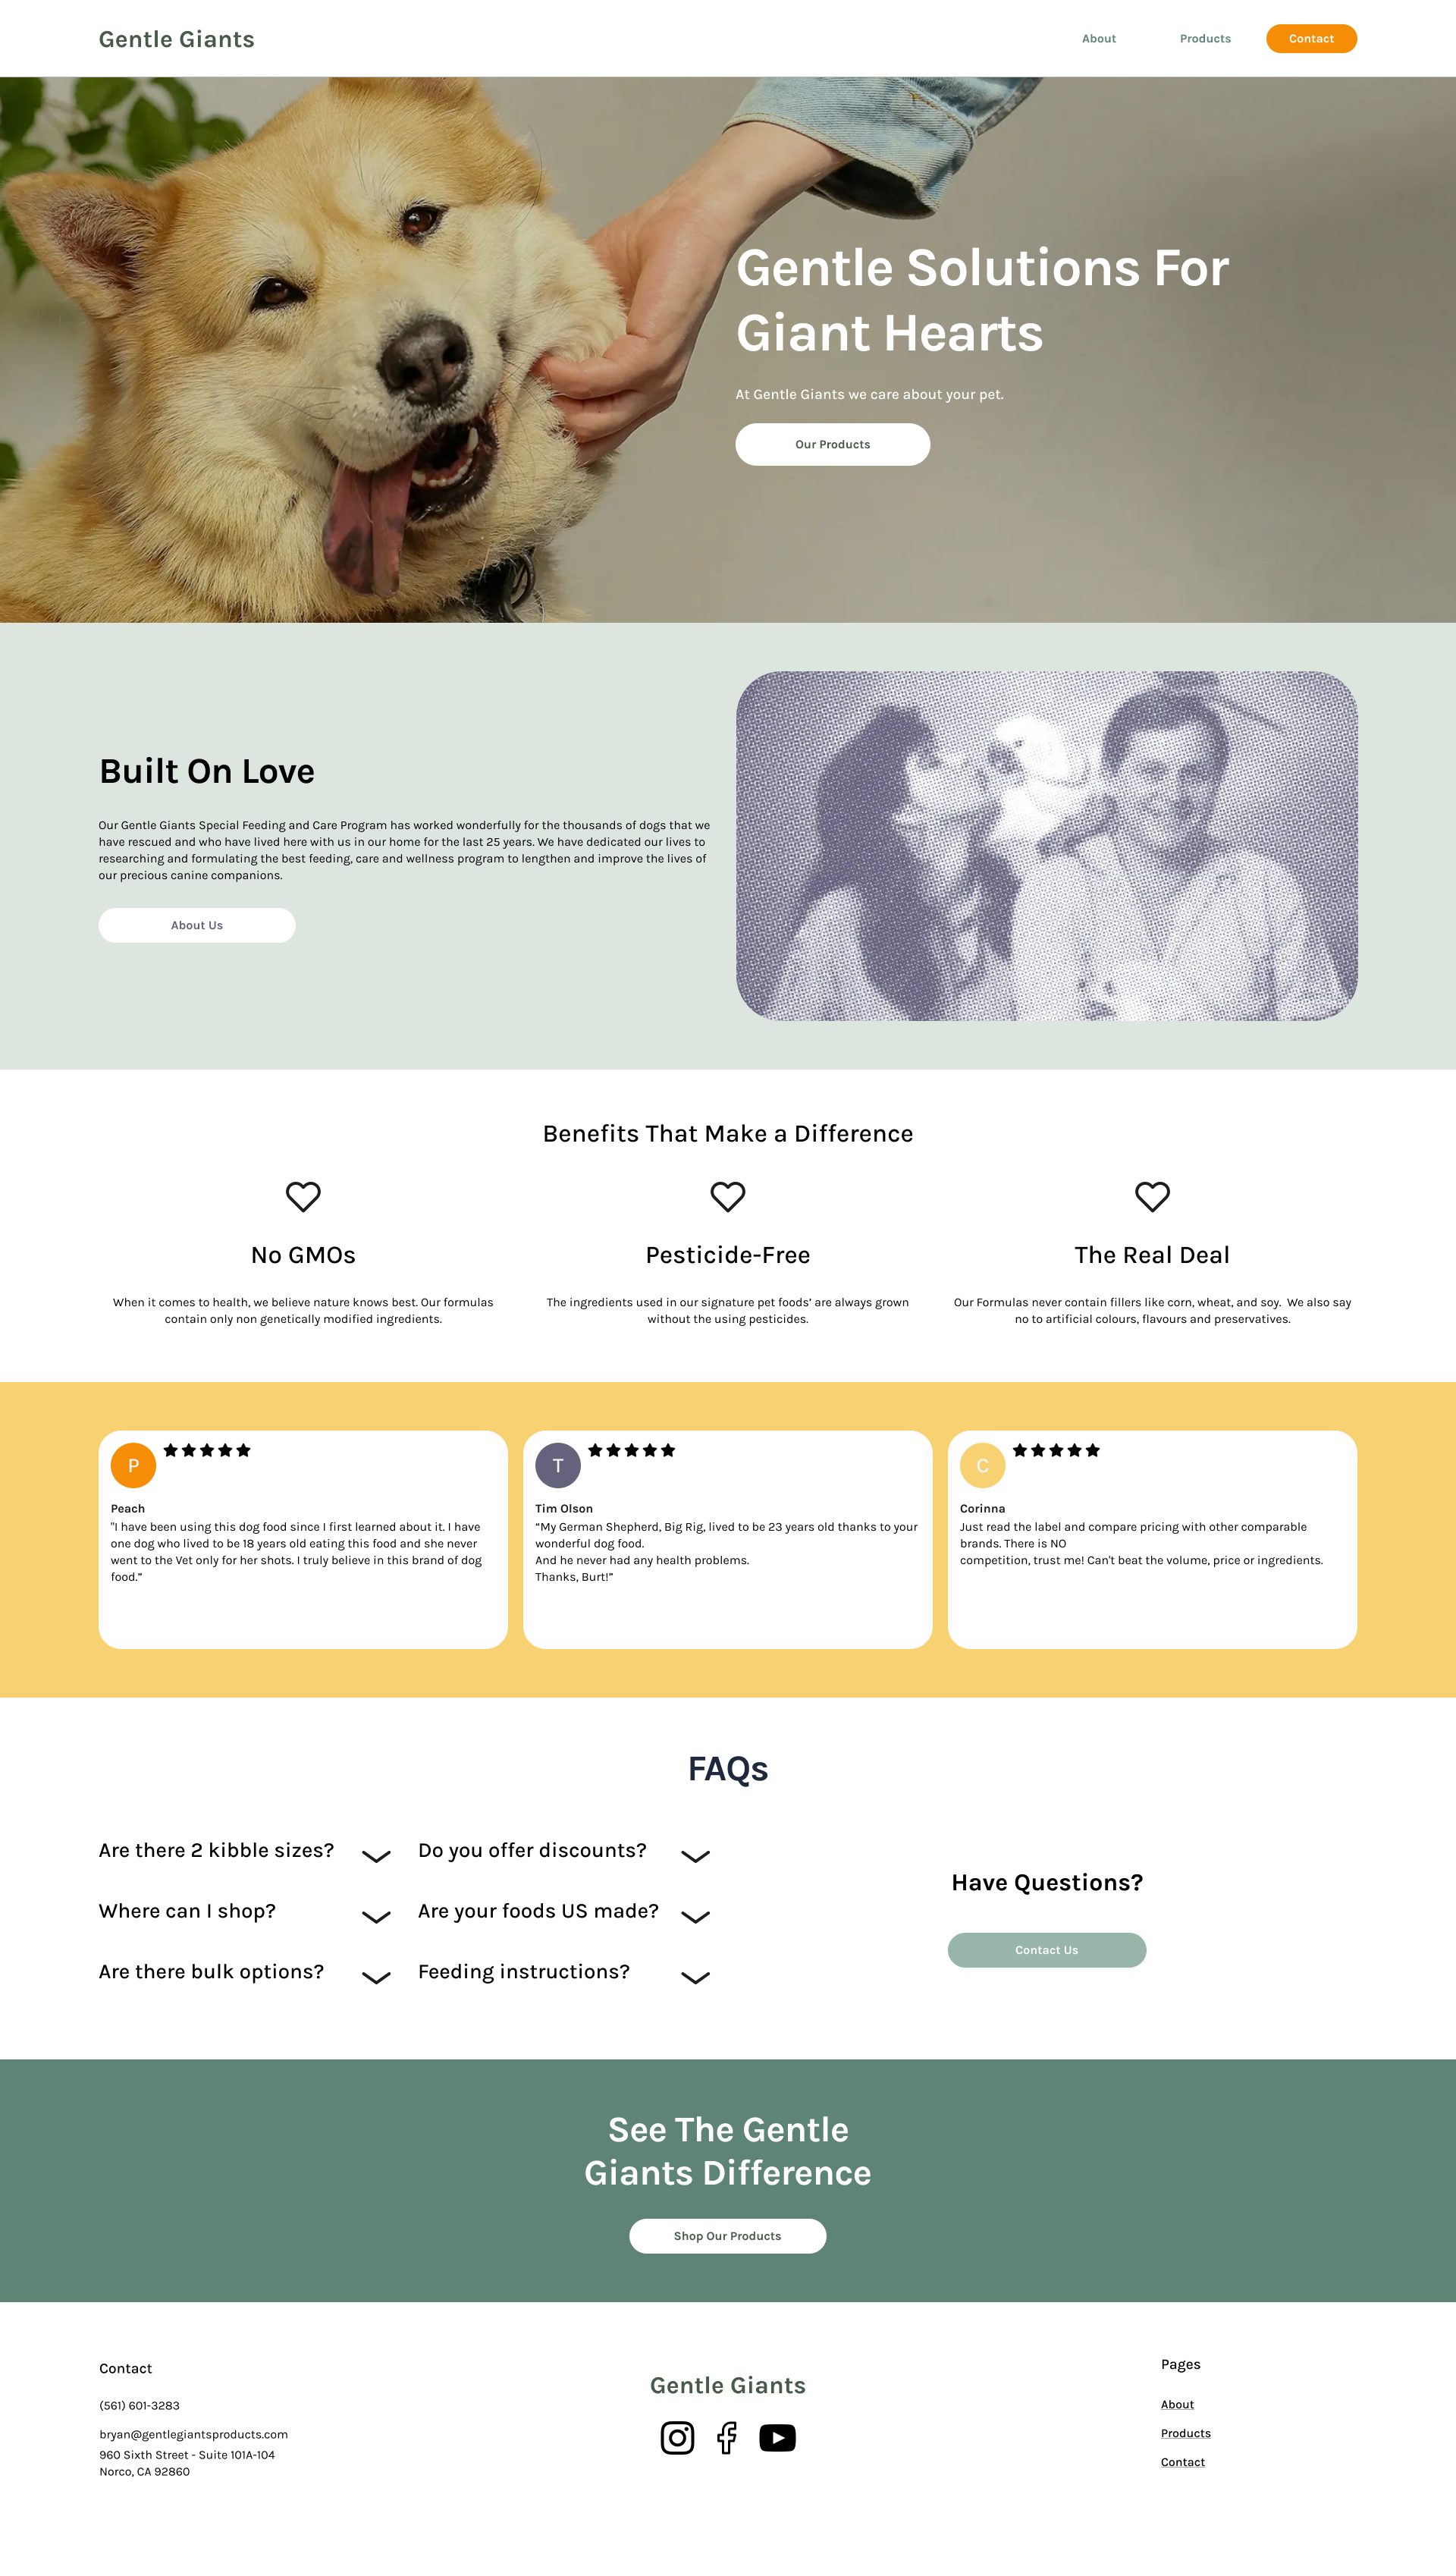 Gentle Giants
About
Products
Contact
Gentle Solutions For
Giant Hearts
At Gentle Giants we care about your pet.
Our Products
Built On Love
Our Gentle Giants Special Feeding and Care Program has worked wonderfully for the thousands of dogs that we
have rescued and who have lived here with us in our home for the last 25 years. We have dedicated our lives to
researching and formulating the best feeding, care and wellness program to lengthen and improve the lives of
our precious canine companions.
About Us
Benefits That Make a Difference
No GMOs
When it comes to health, we believe nature knows best. Our formulas
contain only non genetically modified ingredients.
Pesticide-Free
The ingredients used in our signature pet foods’ are always grown
without the using pesticides.
The Real Deal
Our Formulas never contain fillers like corn, wheat, and soy.  We also say
no to artificial colours, flavours and preservatives.
P
Peach
"I have been using this dog food since I first learned about it. I have
one dog who lived to be 18 years old eating this food and she never
went to the Vet only for her shots. I truly believe in this brand of dog
food.”
T
Tim Olson
“My German Shepherd, Big Rig, lived to be 23 years old thanks to your
wonderful dog food.
And he never had any health problems.
Thanks, Burt!”
C
Corinna
Just read the label and compare pricing with other comparable
brands. There is NO
competition, trust me! Can't beat the volume, price or ingredients.
FAQs
Are there 2 kibble sizes?
Where can I shop?
Are there bulk options?
Do you offer discounts?
Are your foods US made?
Feeding instructions?
Have Questions?
Contact Us
See The Gentle
Giants Difference
Shop Our Products
Contact
(561) 601-3283
bryan@gentlegiantsproducts.com
960 Sixth Street - Suite 101A-104
Norco, CA 92860
Gentle Giants
Pages
About
Products
Contact